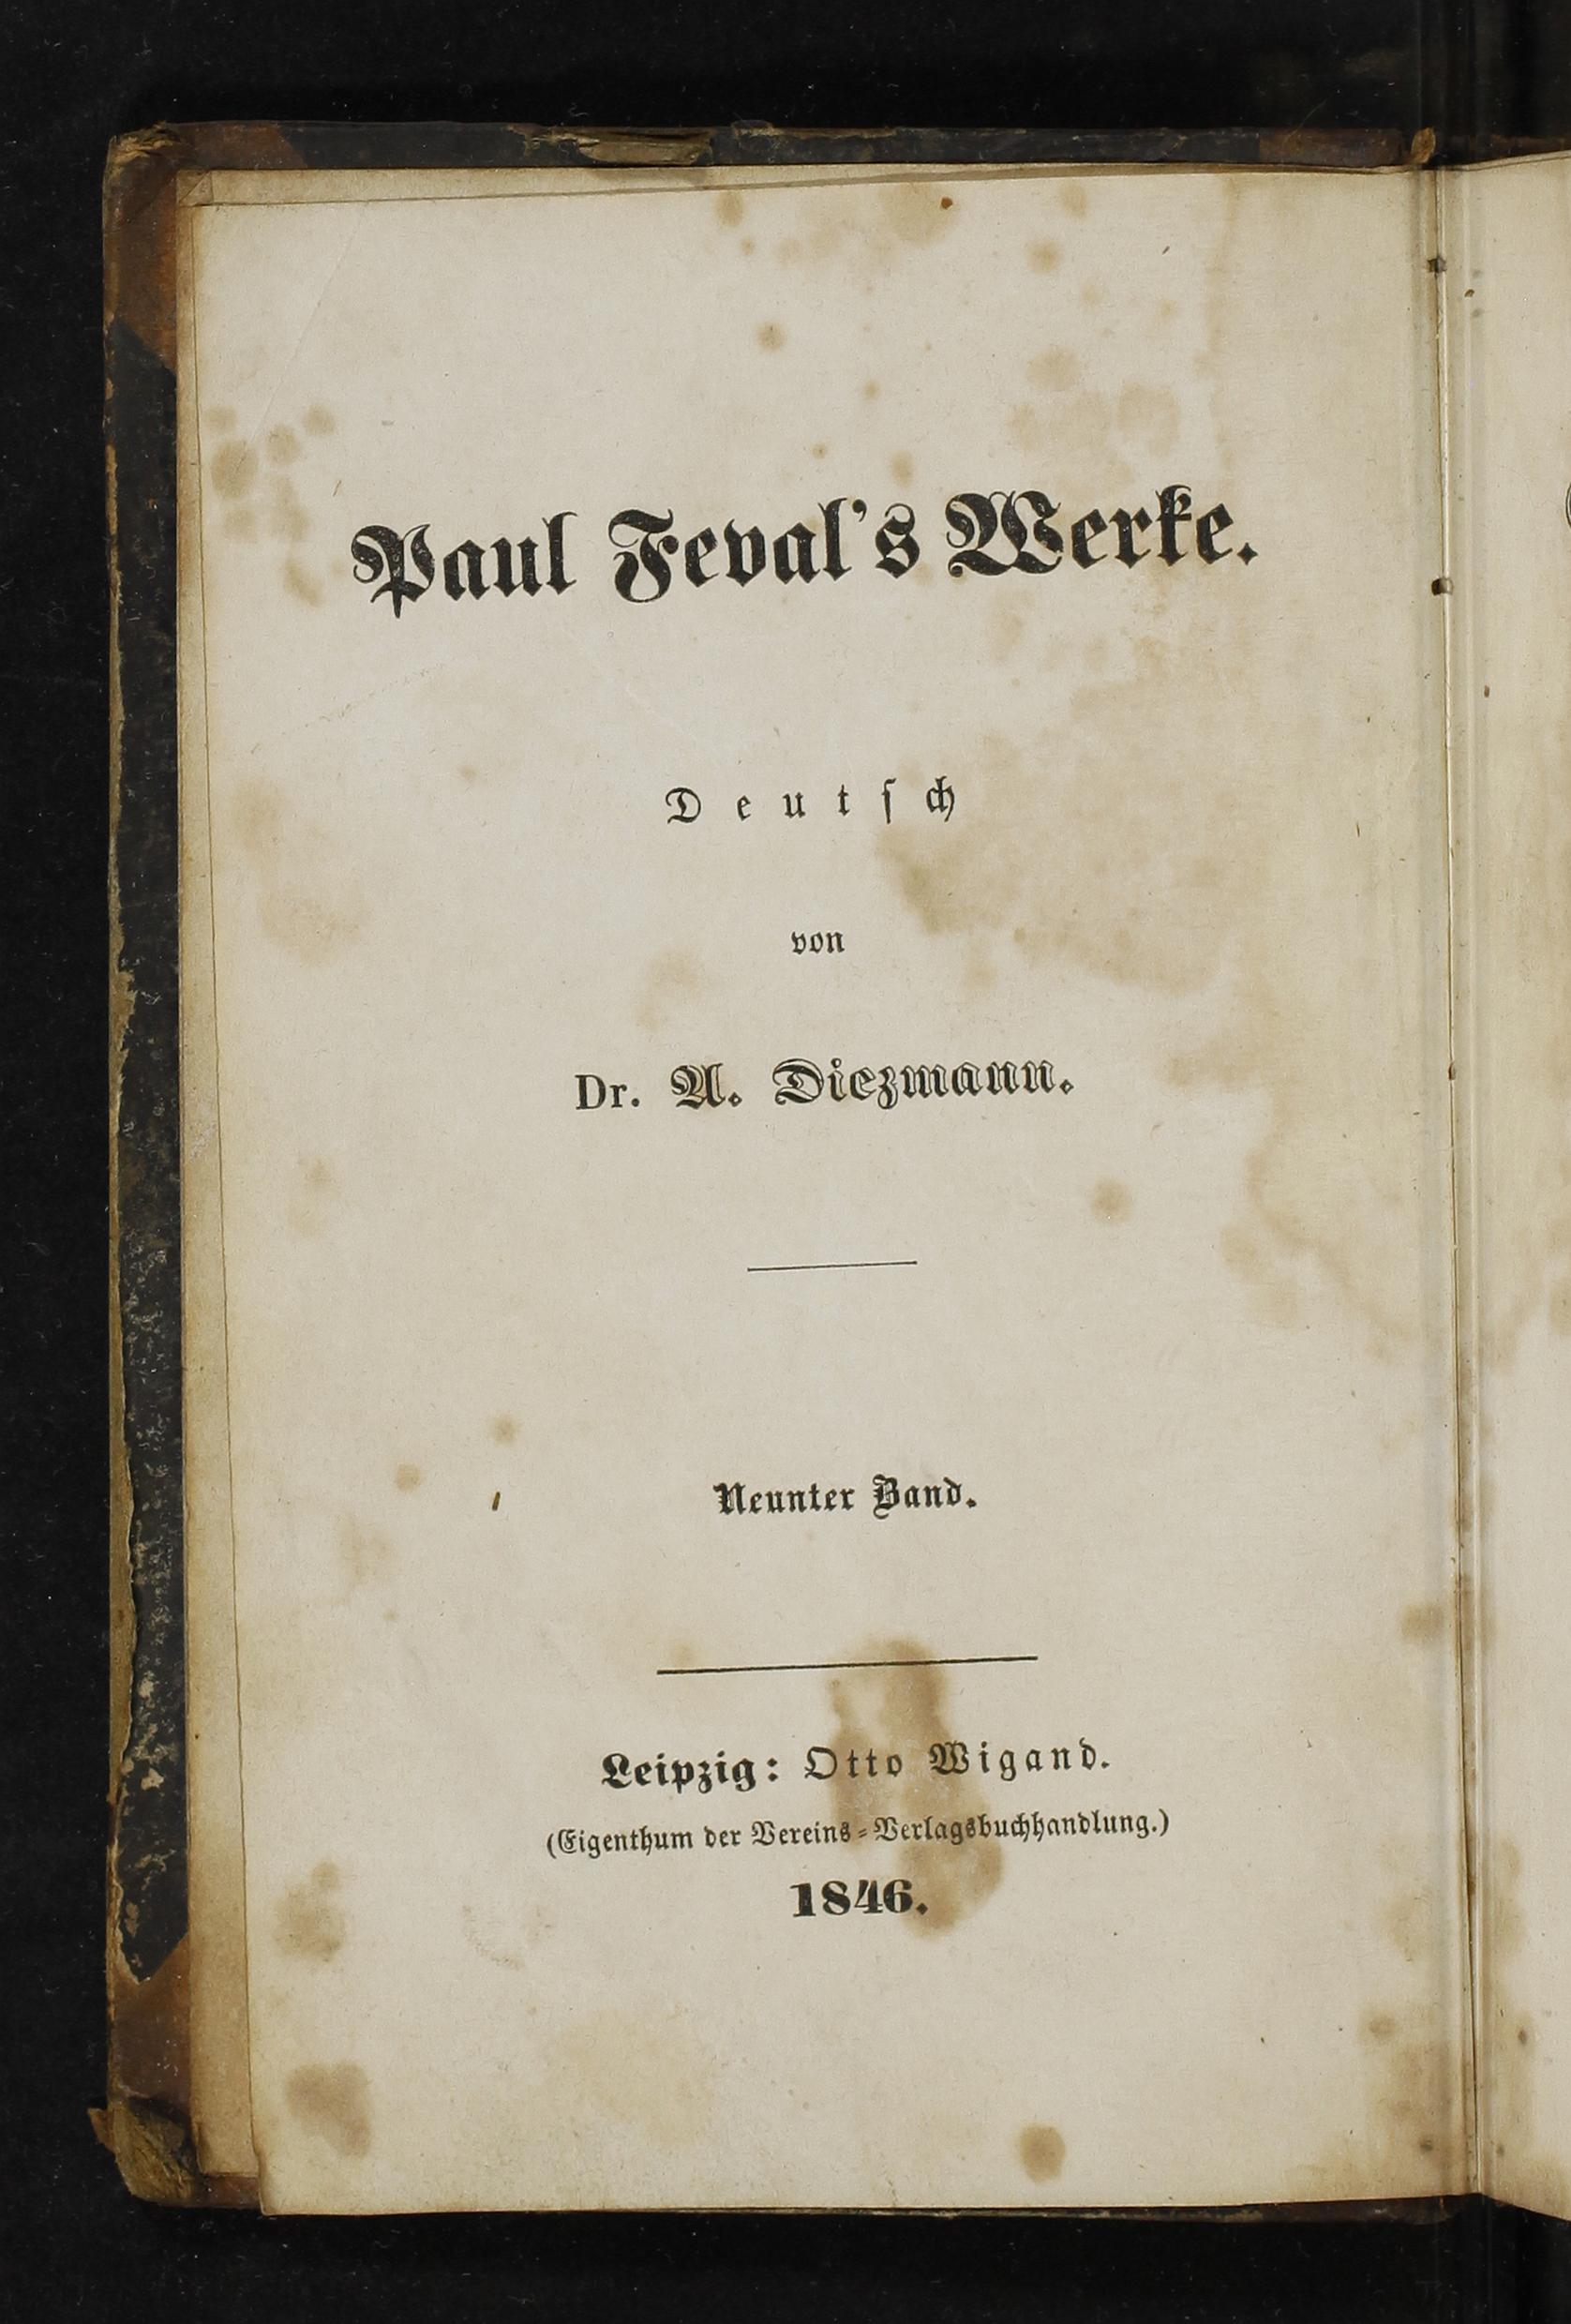 Paul Feval's Werke.
Deutſch
von
Dr. A. Diezmann.
Neunter Band.
Leipzig: Otto Wigand.
(Eigenthum der Vereins-Verlagsbuchhandlung.)
1846.